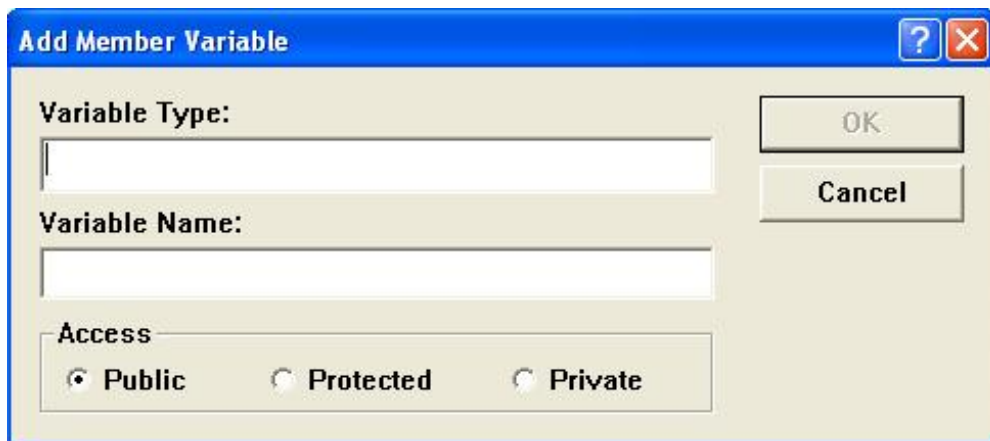 Add Member Variable
?
Variable Type:
OK
Cancel
Variable Name:
Access
Public Protected Private